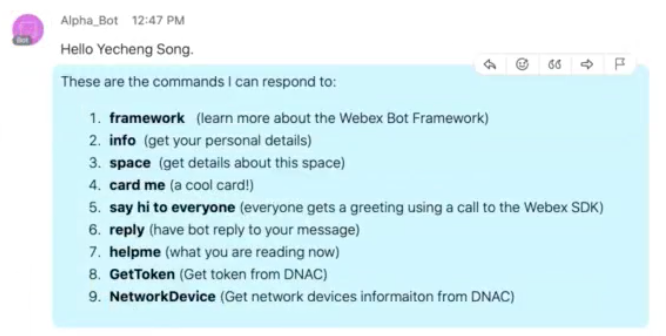 Alpha_Bot 12:47 PM
Bot
Hello Yecheng Song.
These are the commands I can respond to:
1. framework (learn more about the Webex Bot Framework)
2. info (get your personal details)
3. space (get details about this space)
4. card me (a cool card!)
5. say hi to everyone (everyone gets a greeting using a call to the Webex SDK)
6. reply (have bot reply to your message)
7. helpme (what you are reading now)
8. GetToken (Get token from DNAC)
9. NetworkDevice (Get network devices informaiton from DNAC)